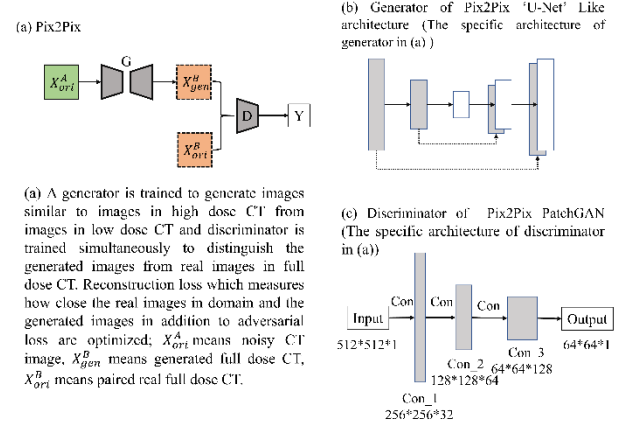 (a) Pix2Pix
G
X^A_ori
X^B_gen
X^B_ori
D
Y
(a) A generator is trained to generate images
similar to images in high dose CT from
images in low dose CT and discriminator is
trained simultaneously to distinguish the
generated images from real images in full
dose CT. Reconstruction loss which measures
how close the real images in domain and the
generated images in addition to adversarial
loss are optimized; X^A_ori means noisy CT
image, X^B_gen means generated full dose CT,
X^B_ori means paired real full dose CT.
(b) Generator of Pix2Pix ‘U-Net’ Like
architecture (The specific architecture of
generator in (a) )
(c) Discriminator of Pix2Pix PatchGAN
(The specific architecture of discriminator
in (a))
Input
512*512*1
Con
Con_1
256*256*32
Con
Con_2
128*128*64
Con
Con_3
64*64*128
Output
64*64*1